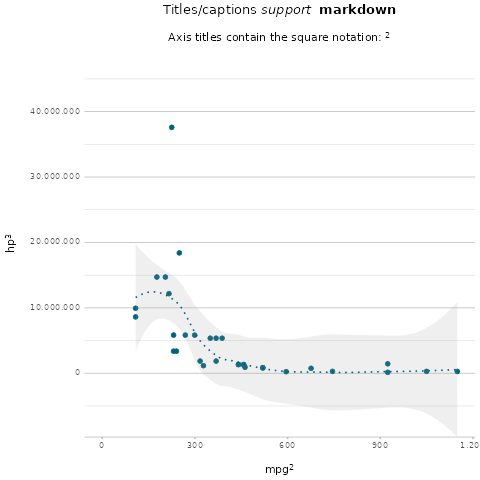 Titles/captions support markdown
Axis titles contain the square notation: ²
40.000.000
30.000.000
20.000.000
10.000.000
0
hp³
0 300 600 900 1.20
mpg²